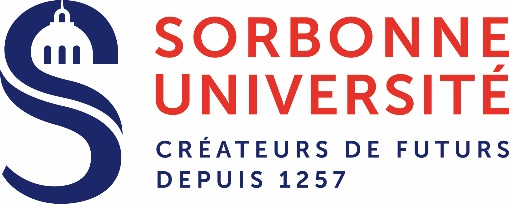 SORBONNE
UNIVERSITÉ
CRÉATEURS DE FUTURS
DEPUIS 1257